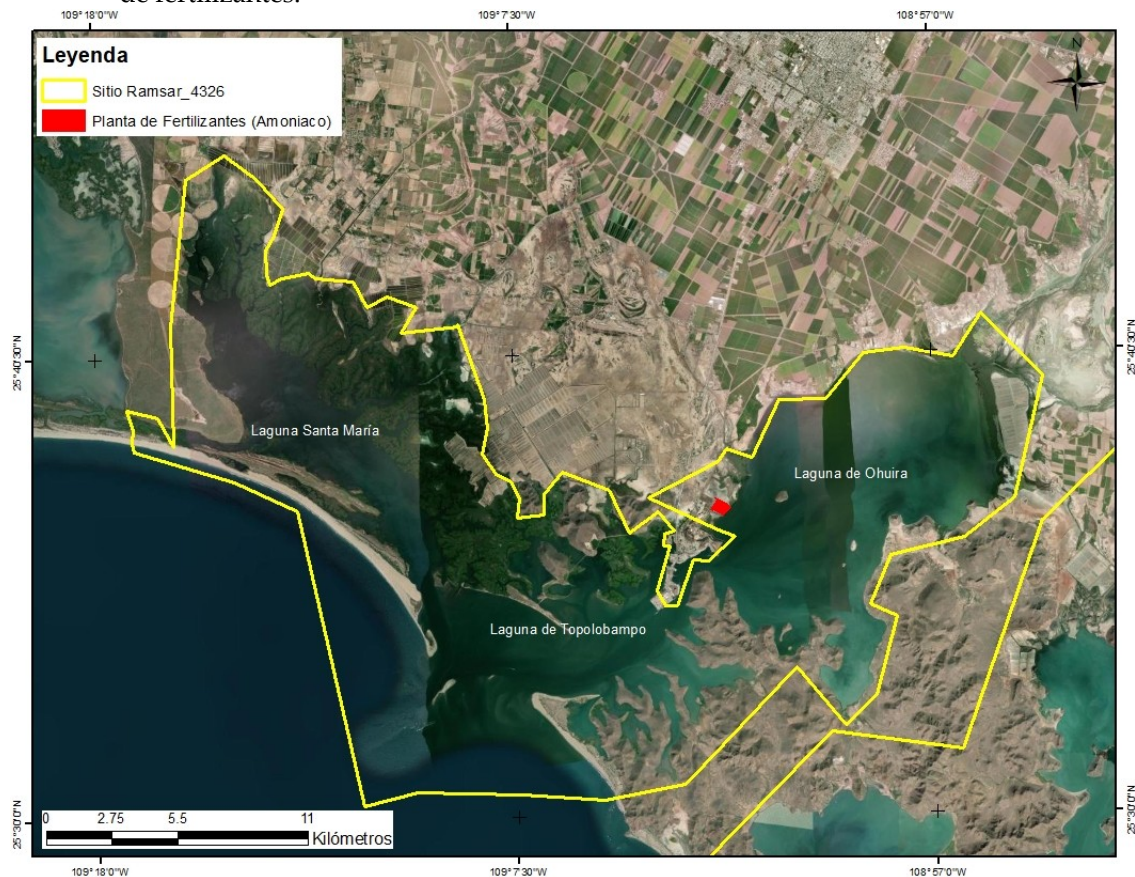 de fertilizantes.
109°18'0"W
109°7'30"W
108°57'0"W
Leyenda
Sitio Ramsar_4326
Planta de Fertilizantes (Amoniaco)
N
25°40'30"N
25°40'30"N
Laguna Santa María
Laguna de Ohuira
Laguna de Topolobampo
0 2.75 5.5 11
Kilómetros
25°30'0"N
25°30'0"N
109°18'0"W
109°7'30"W
108°57'0"W